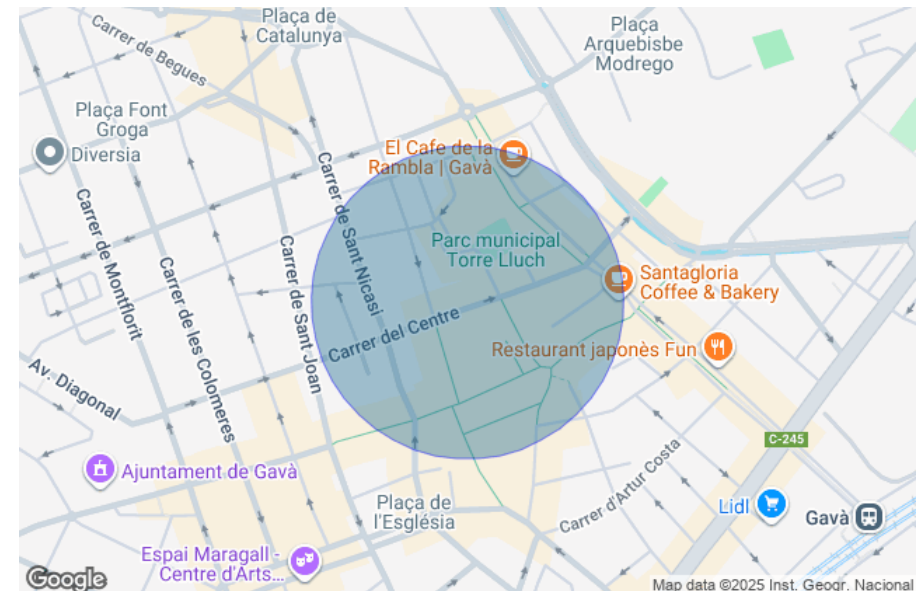 Plaça de
Catalunya
Plaça
Arquebisbe
Modrego
Carrer de Begues
Plaça Font
Groga
Diversia
El Cafe de la
Rambla | Gavà
Carrer de Sant Nicasi
Parc municipal
Torre Lluch
Carrer de Montflorit
Carrer de les Colomeres
Carrer de Sant Joan
Santagloria
Coffee & Bakery
Carrer del Centre
Restaurant japonès Fun
Av. Diagonal
C-245
Ajuntament de Gavà
Carrer d'Artur Costa
Plaça de
l'Església
Lidl
Gavà
Espai Maragall -
Centre d'Arts...
Google
Map data ©2025 Inst. Geogr. Nacional